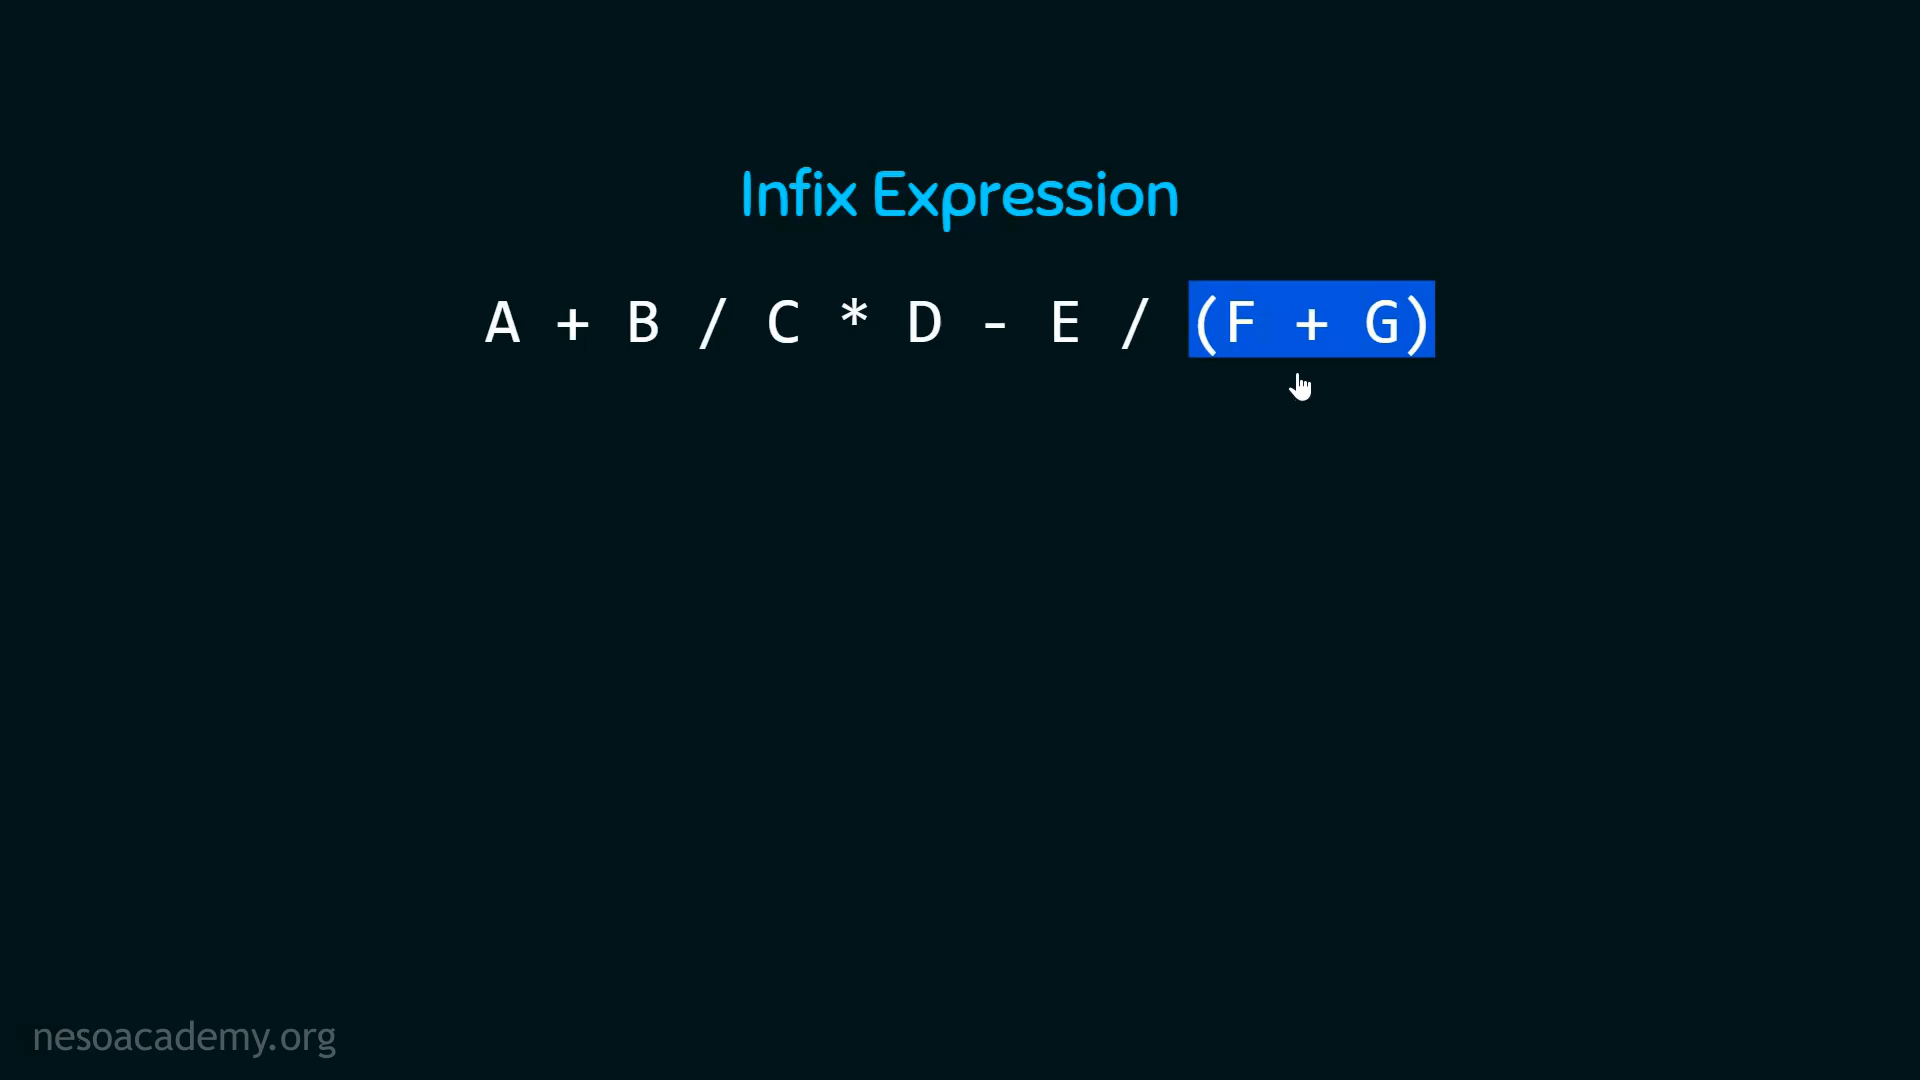 Infix Expression
A + B / C * D - E / (F + G)
nesoacademy.org